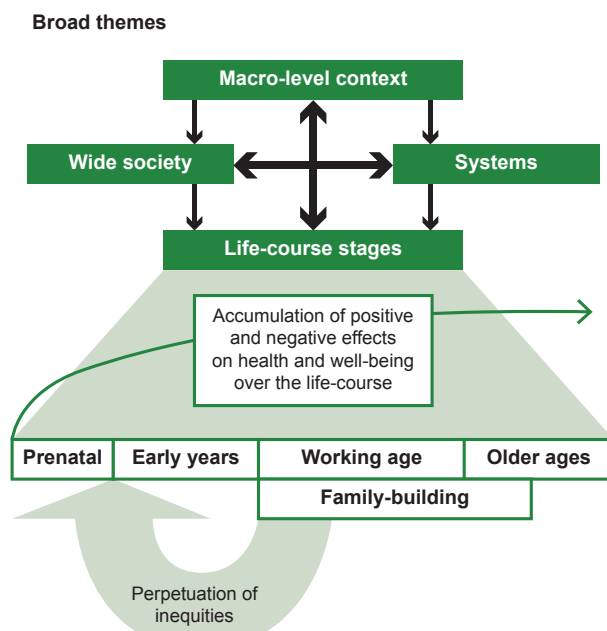 Broad themes
Macro-level context
Wide society
Systems
Life-course stages
Accumulation of positive
and negative effects
on health and well-being
over the life-course
Prenatal
Early years
Working age
Older ages
Family-building
Perpetuation of
inequities